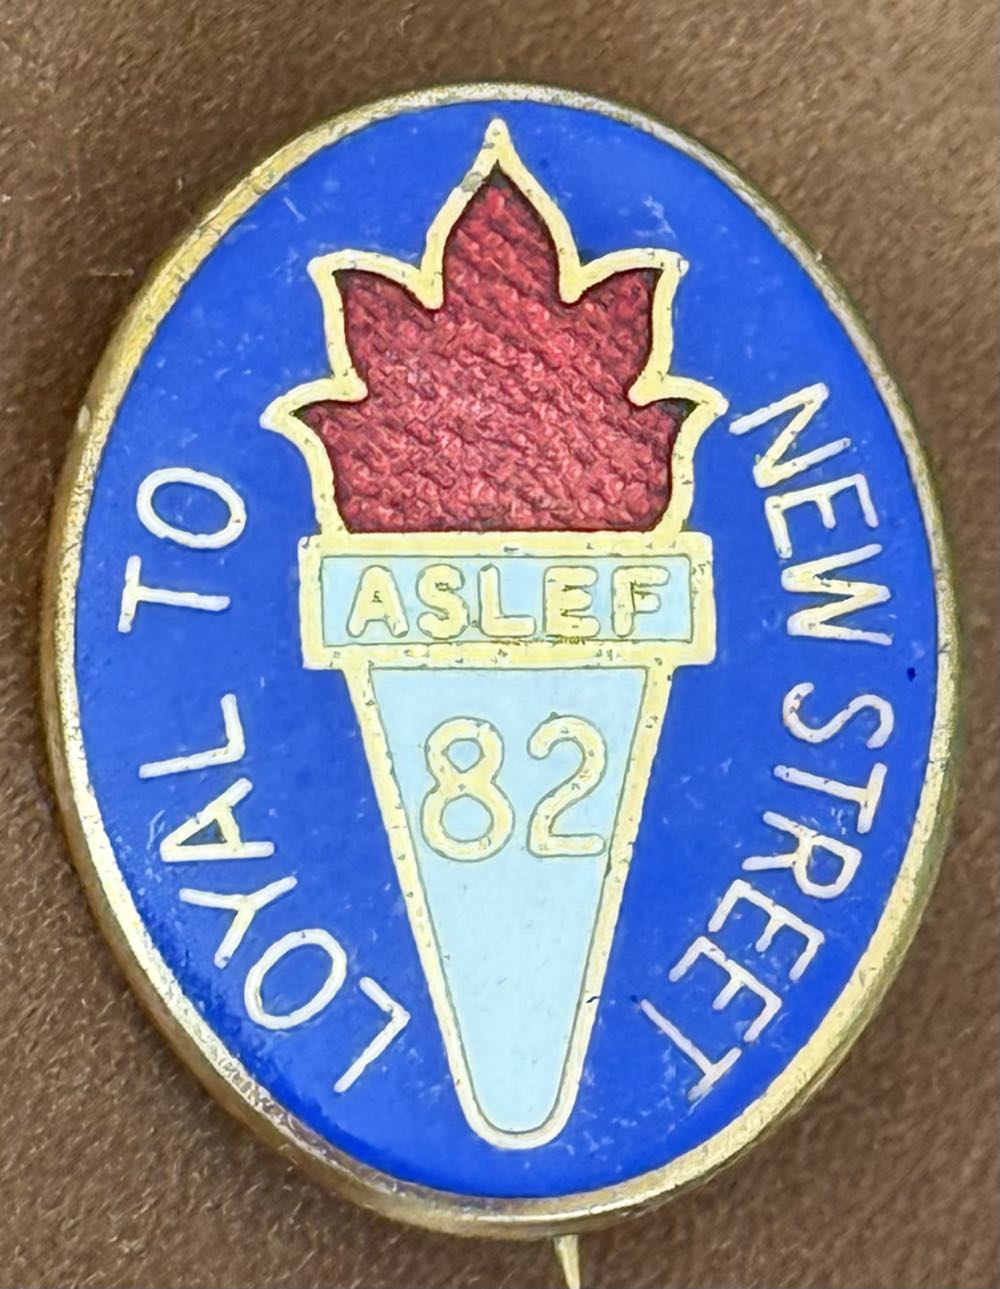 LOYAL TO
NEW STREET
ASLEF
82